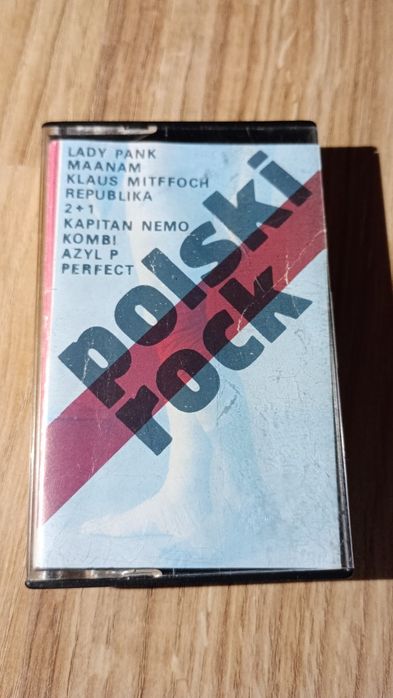 LADY PANK
MAANAM
KLAUS MITFFOCH
REPUBLIKA
2+1
KAPITAN NEMO
KOMBI
AZYL P
PERFECT
polski
rock